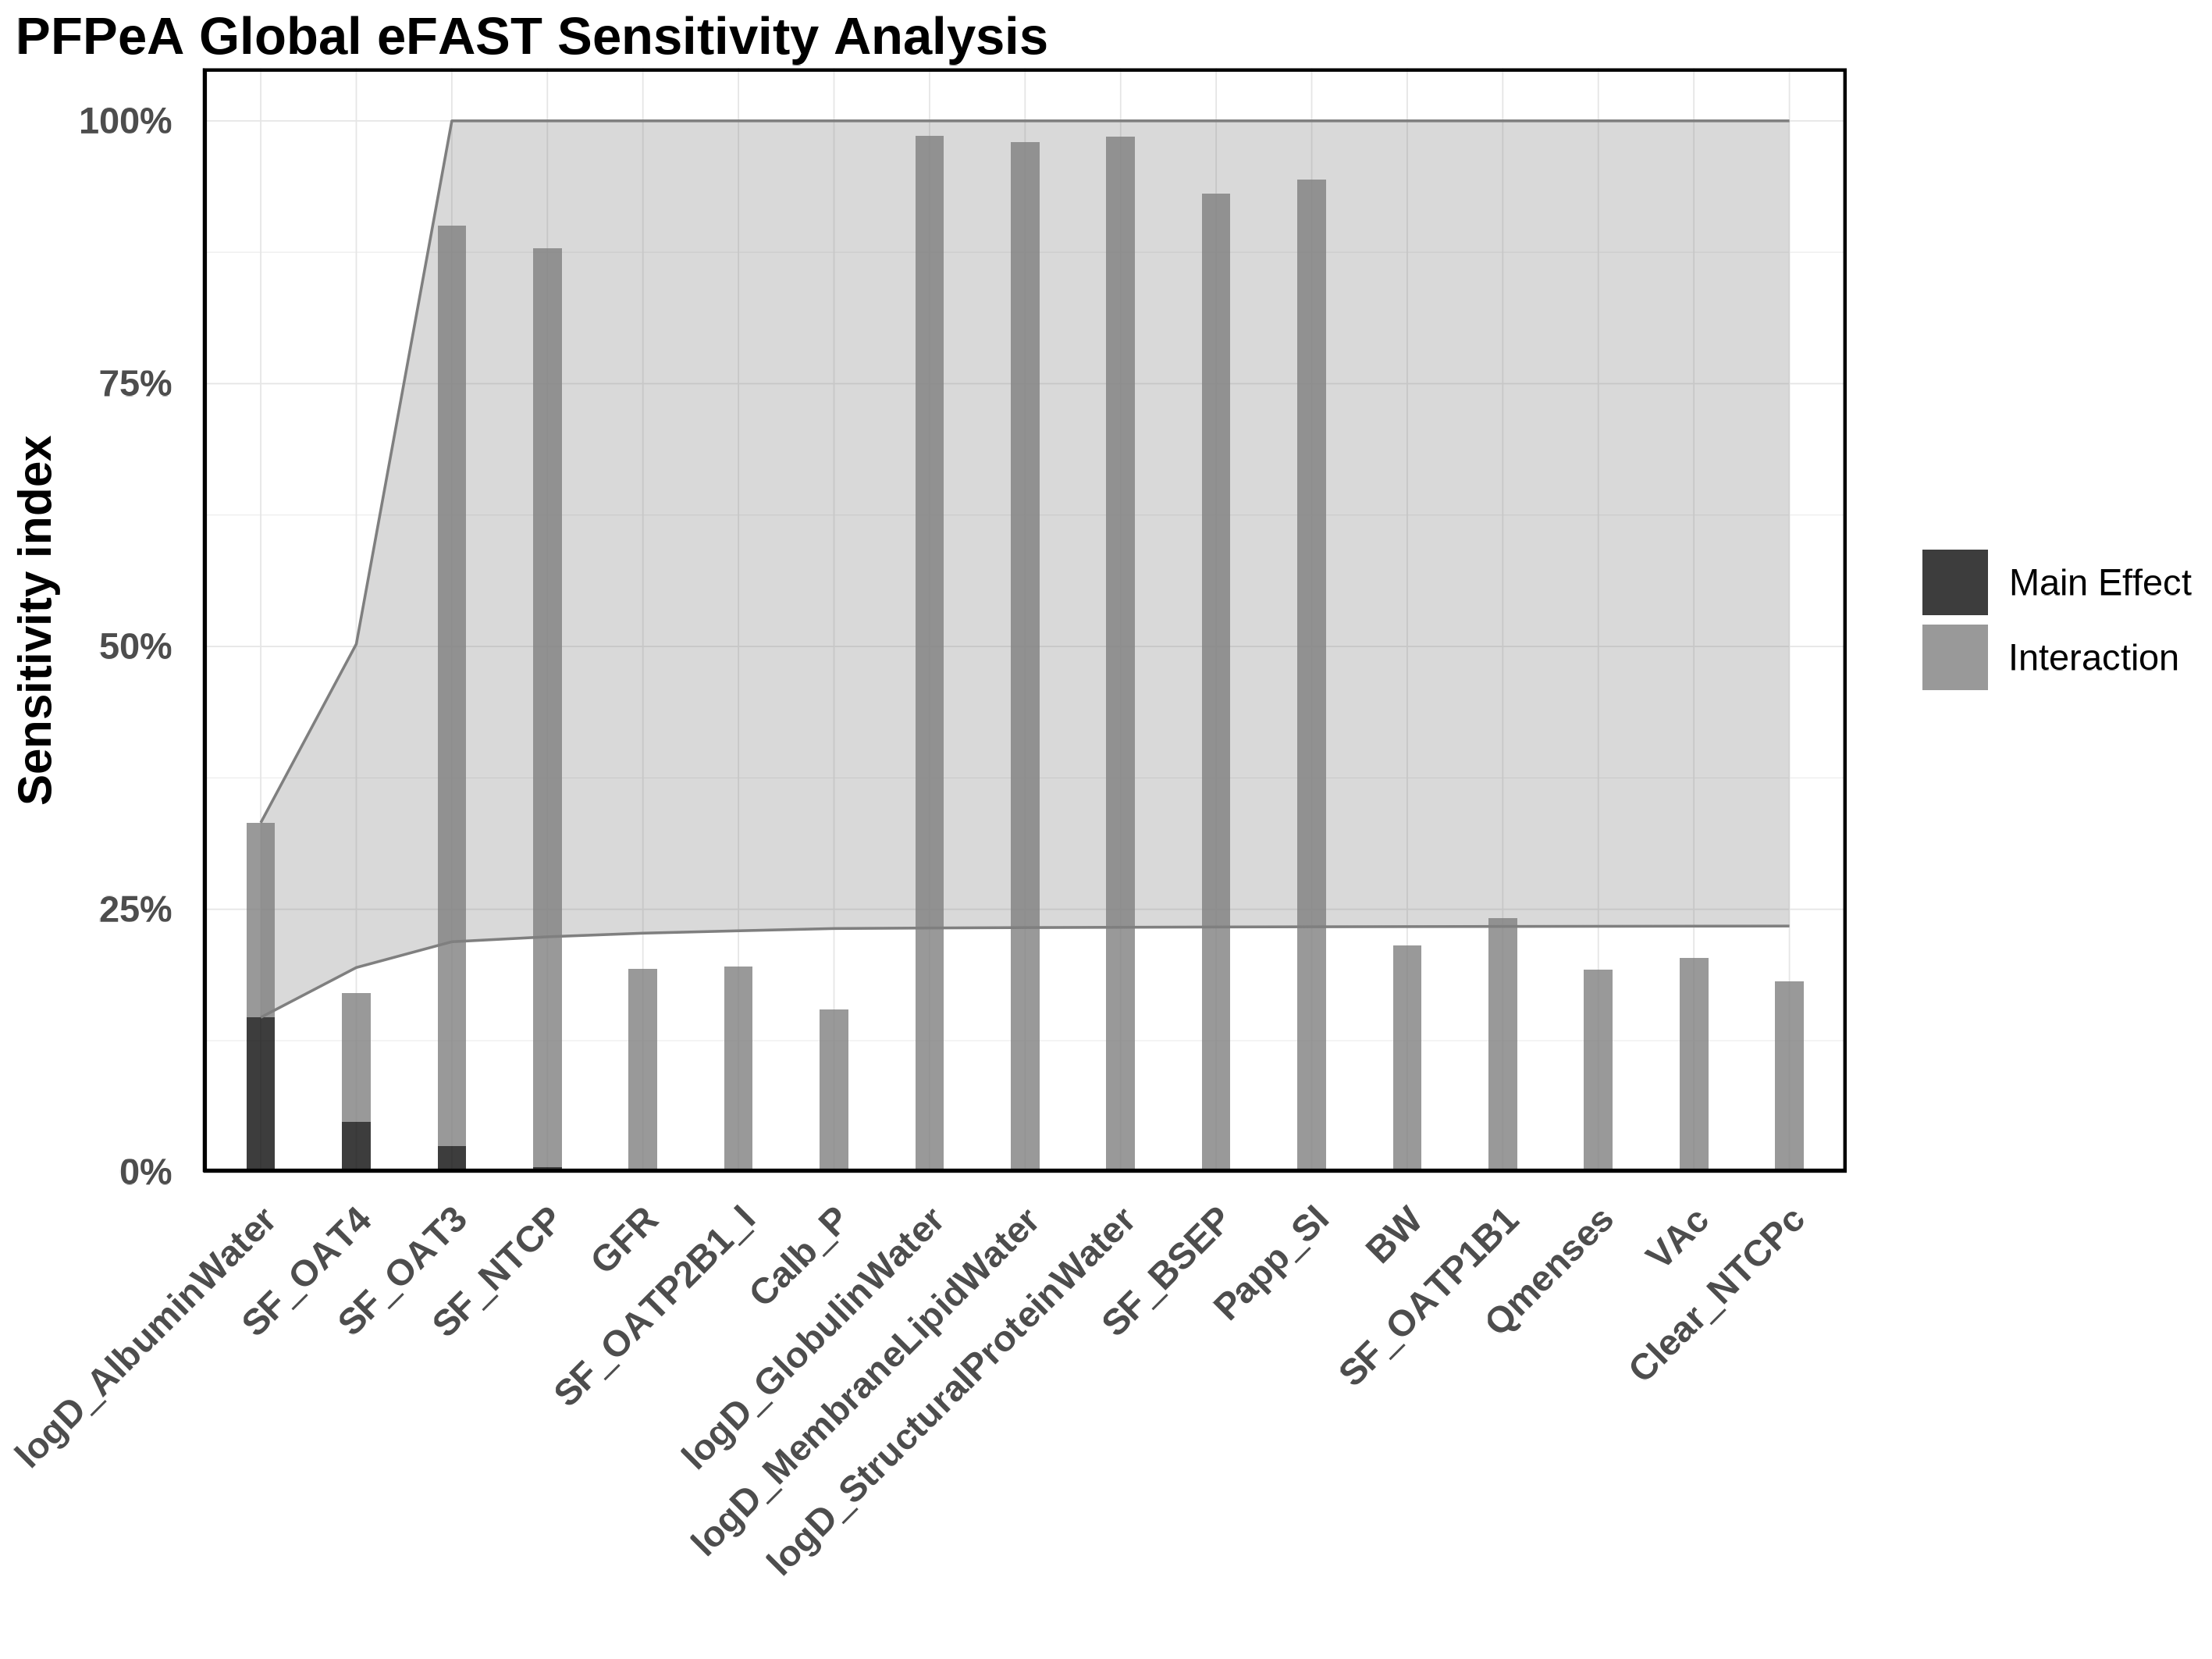 PFPeA Global eFAST Sensitivity Analysis
Sensitivity index
100%
75%
50%
25%
0%
logD_AlbuminWater
SF_OAT4
SF_OAT3
SF_NTCP
GFR
SF_OATP2B1_I
Calb_P
logD_GlobulinWater
logD_MembraneLipidWater
logD_StructuralProteinWater
SF_BSEP
Papp_SI
BW
SF_OATP1B1
Qmenses
VAc
Clear_NTCPc
Main Effect
Interaction